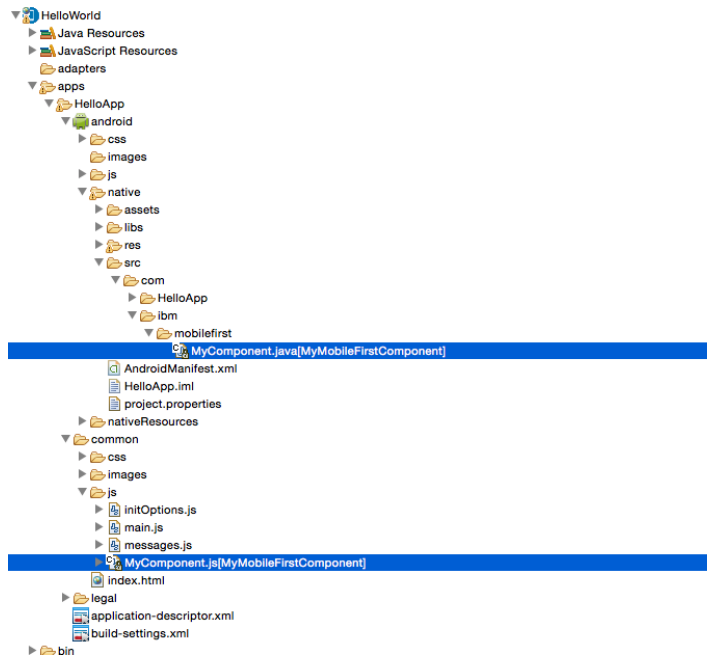 HelloWorld
Java Resources
JavaScript Resources
adapters
apps
HelloApp
android
css
images
js
native
assets
libs
res
src
com
HelloApp
ibm
mobilefirst
MyComponent.java[MyMobileFirstComponent]
AndroidManifest.xml
HelloApp.iml
project.properties
nativeResources
common
css
images
js
initOptions.js
main.js
messages.js
MyComponent.js[MyMobileFirstComponent]
index.html
legal
application-descriptor.xml
build-settings.xml
bin